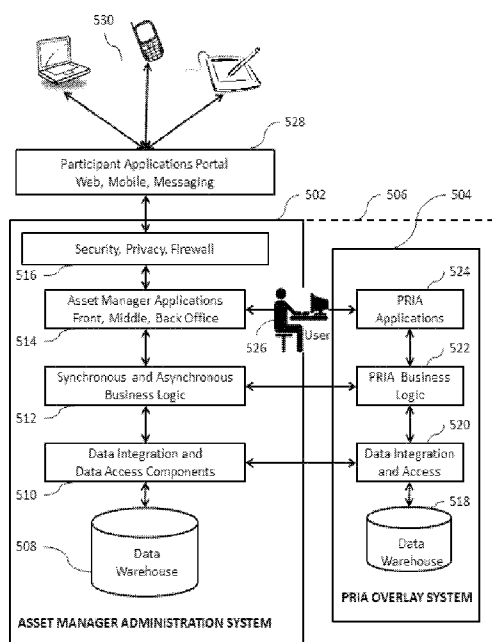 530
528
Participant Applications Portal
Web, Mobile, Messaging
502
506
504
Security, Privacy, Firewall
516
524
Asset Manager Applications
Front, Middle, Back Office
514
526
User
PRIA
Applications
522
Synchronous and Asynchronous
Business Logic
512
PRIA Business
Logic
520
Data Integration and
Data Access Components
510
Data Integration
and Access
518
508
Data
Warehouse
Data
Warehouse
PRIA OVERLAY SYSTEM
ASSET MANAGER ADMINISTRATION SYSTEM